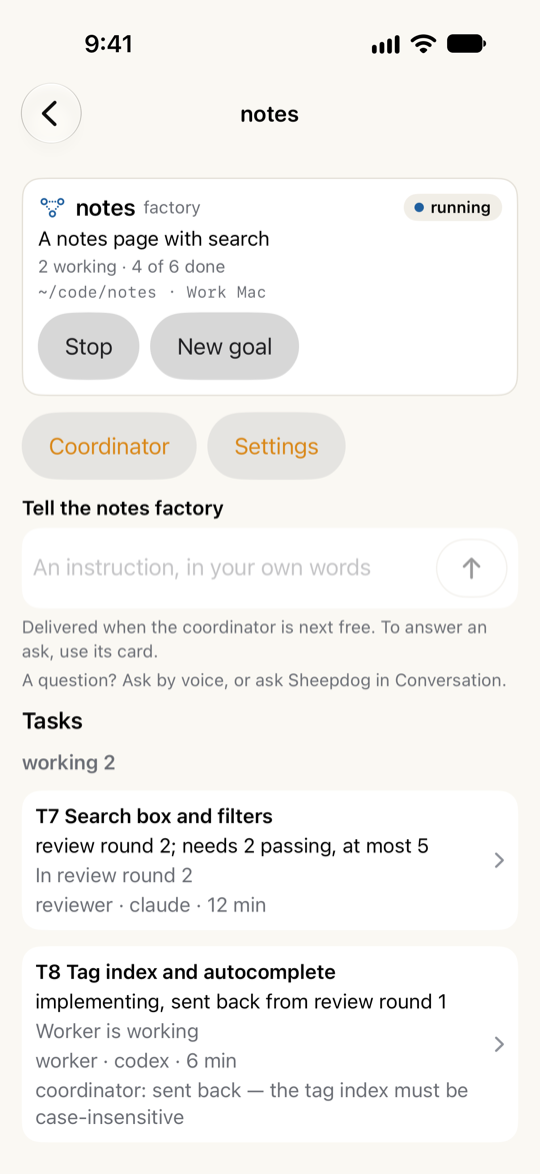 9:41
notes
notes factory
running
A notes page with search
2 working · 4 of 6 done
~/code/notes · Work Mac
Stop
New goal
Coordinator
Settings
Tell the notes factory
An instruction, in your own words
Delivered when the coordinator is next free. To answer an
ask, use its card.
A question? Ask by voice, or ask Sheepdog in Conversation.
Tasks
working 2
T7 Search box and filters
review round 2; needs 2 passing, at most 5
In review round 2
reviewer · claude · 12 min
T8 Tag index and autocomplete
implementing, sent back from review round 1
Worker is working
worker · codex · 6 min
coordinator: sent back — the tag index must be
case-insensitive